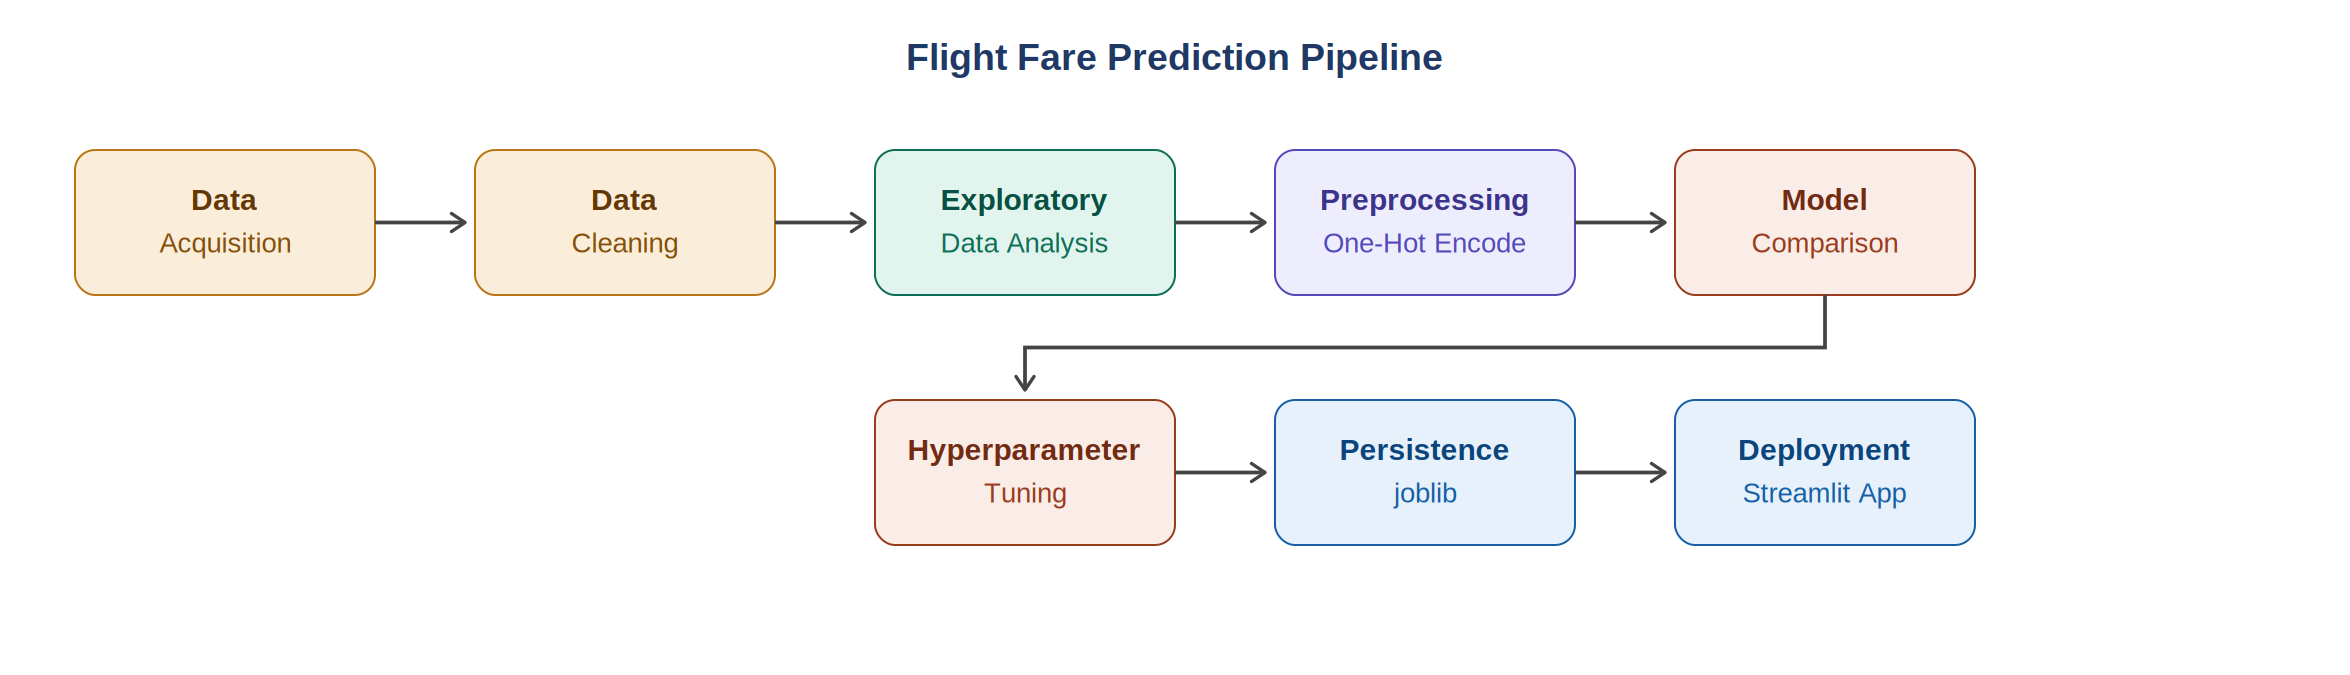 Flight Fare Prediction Pipeline
Data
Acquisition
Data
Cleaning
Exploratory
Data Analysis
Preprocessing
One-Hot Encode
Model
Comparison
Hyperparameter
Tuning
Persistence
joblib
Deployment
Streamlit App